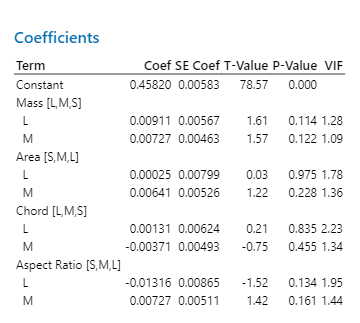 Coefficients
Term Coef SE Coef T-Value P-Value VIF
Constant 0.45820 0.00583 78.57 0.000
Mass [L,M,S]
L 0.00911 0.00567 1.61 0.114 1.28
M 0.00727 0.00463 1.57 0.122 1.09
Area [S,M,L]
L 0.00025 0.00799 0.03 0.975 1.78
M 0.00641 0.00526 1.22 0.228 1.36
Chord [L,M,S]
L 0.00131 0.00624 0.21 0.835 2.23
M -0.00371 0.00493 -0.75 0.455 1.34
Aspect Ratio [S,M,L]
L -0.01316 0.00865 -1.52 0.134 1.95
M 0.00727 0.00511 1.42 0.161 1.44